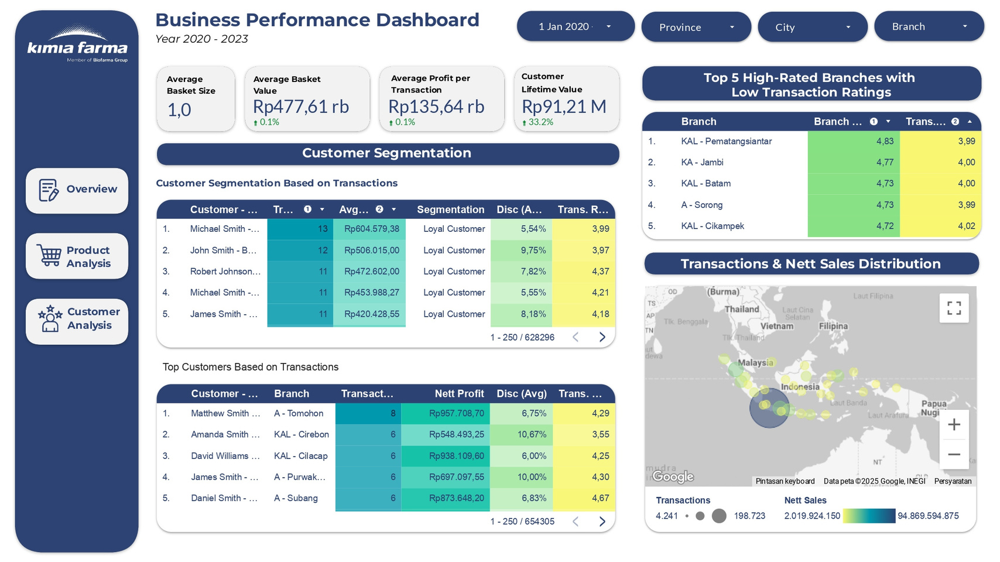 kimia farma
Member of Biofarma Group
Overview
Product
Analysis
Customer
Analysis
Business Performance Dashboard
Year 2020 - 2023
1 Jan 2020 ·
Province
City
Branch
Average
Basket Size
1,0
Average Basket
Value
Rp477,61 rb
0.1%
Average Profit per
Transaction
Rp135,64 rb
0.1%
Customer
Lifetime Value
Rp91,21 M
33.2%
Customer Segmentation
Customer Segmentation Based on Transactions
Customer - ... Tr... 1 Avg... 2 Segmentation Disc (A... Trans. R...
1. Michael Smith -... 13 Rp604.579,38 Loyal Customer 5,54% 3,99
2. John Smith - B... 12 Rp506.015,00 Loyal Customer 9,75% 3,97
3. Robert Johnson... 11 Rp472.602,00 Loyal Customer 7,82% 4,37
4. Michael Smith -... 11 Rp453.988,27 Loyal Customer 5,55% 4,21
5. James Smith - ... 11 Rp420.428,55 Loyal Customer 8,18% 4,18
1 - 250 / 628296
Top Customers Based on Transactions
Customer - ... Branch Transact... Nett Profit Disc (Avg) Trans. ...
1. Matthew Smith ... A - Tomohon 8 Rp957.708,70 6,75% 4,29
2. Amanda Smith ... KAL - Cirebon 6 Rp548.493,25 10,67% 3,55
3. David Williams ... KAL - Cilacap 6 Rp938.109,60 6,00% 4,25
4. James Smith - ... A - Purwak... 6 Rp697.097,55 10,00% 4,30
5. Daniel Smith - ... A - Subang 6 Rp873.648,20 6,83% 4,67
1 - 250 / 654305
Top 5 High-Rated Branches with
Low Transaction Ratings
Branch Branch ... 1 Trans.... 2
1. KAL - Pematangsiantar 4,83 3,99
2. KA - Jambi 4,77 4,00
3. KAL - Batam 4,73 4,00
4. A - Sorong 4,73 3,99
5. KAL - Cikampek 4,72 4,02
Transactions & Nett Sales Distribution
OD
(Burma)
Laut Filipina
TS
Thailand
Laut Cina
Selatan
AP
Tlk. Benggala
Vietnam
Filipina
TN
Tlk. Thailand
dewa
Malaysia
Indonesia
Laut Banda
Papua
Nugi
Laut Arafura
NT
mudra
Google
Pintasan keyboard Data peta ©2025 Google, INEGI Persyaratan
Transactions
4.241 198.723
Nett Sales
2.019.924.150 94.869.594.875